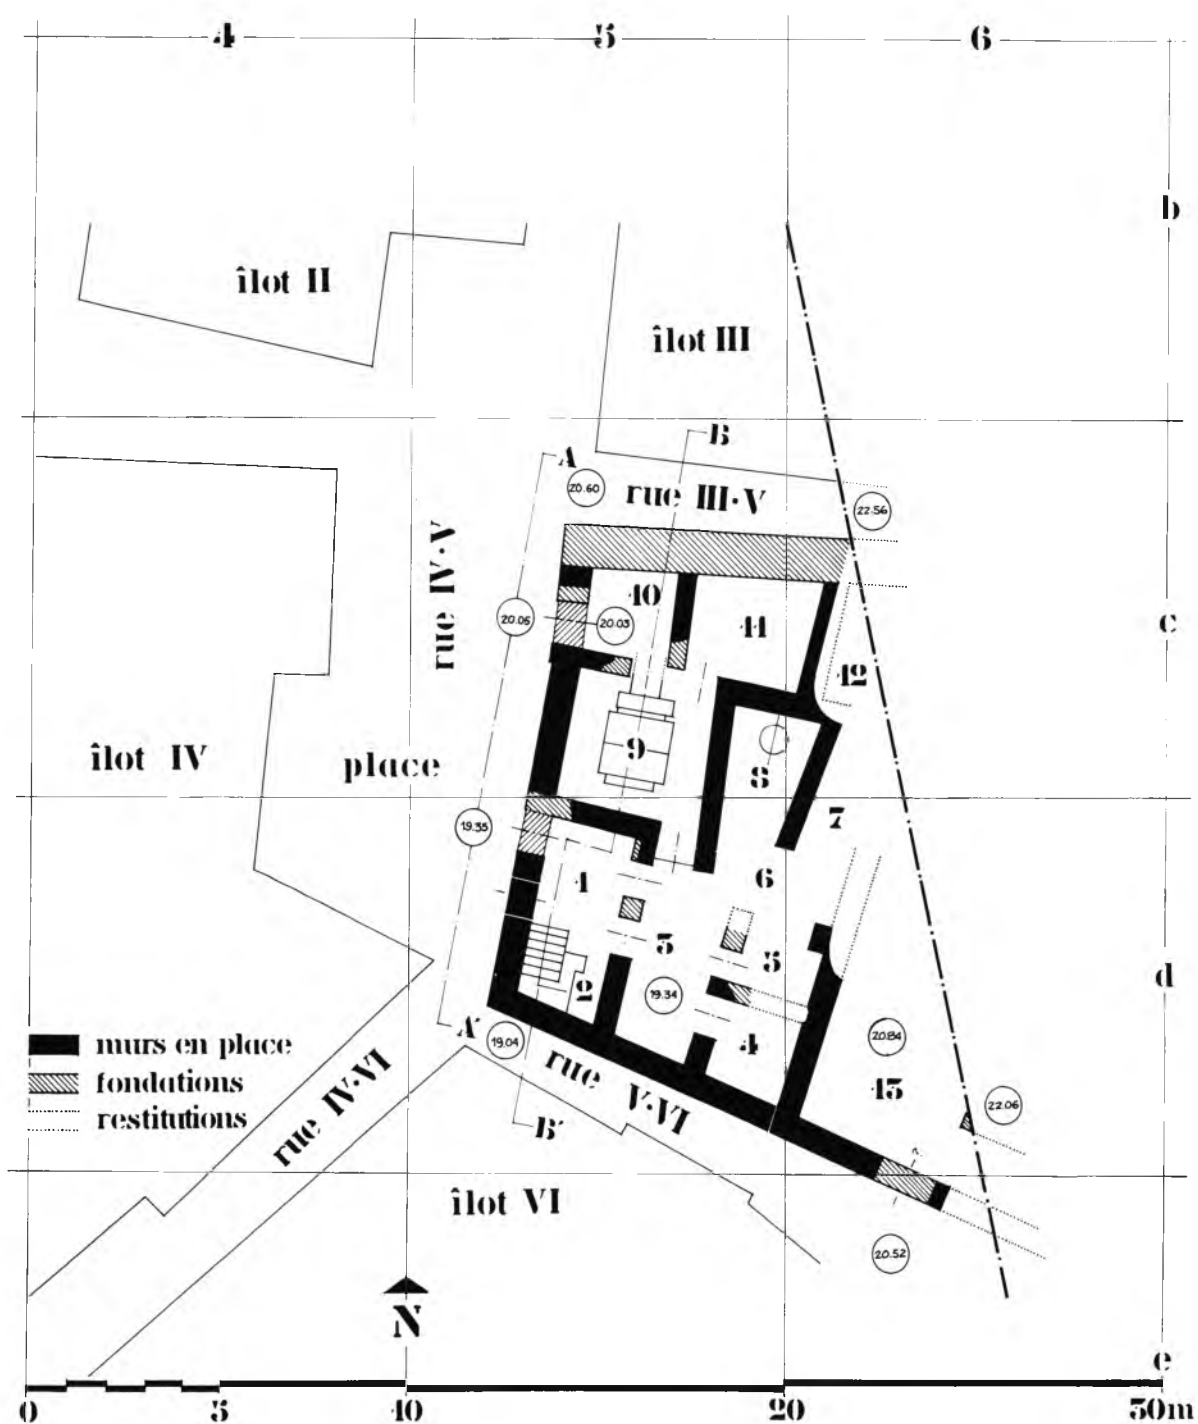 4 5 6
b
îlot II
îlot III
B
A
20.60
rue III·V
22.56
rue IV·V
10
20.05
20.03
11
c
12
îlot IV
place
9
8
19.35
7
1
6
3
5
d
2
19.34
4
A'
19.04
20.84
murs en place
rue V·VI
13
fondations
22.06
restitutions
rue IV·VI
B'
?
îlot VI
20.52
N
e
0 5 10 20 30m